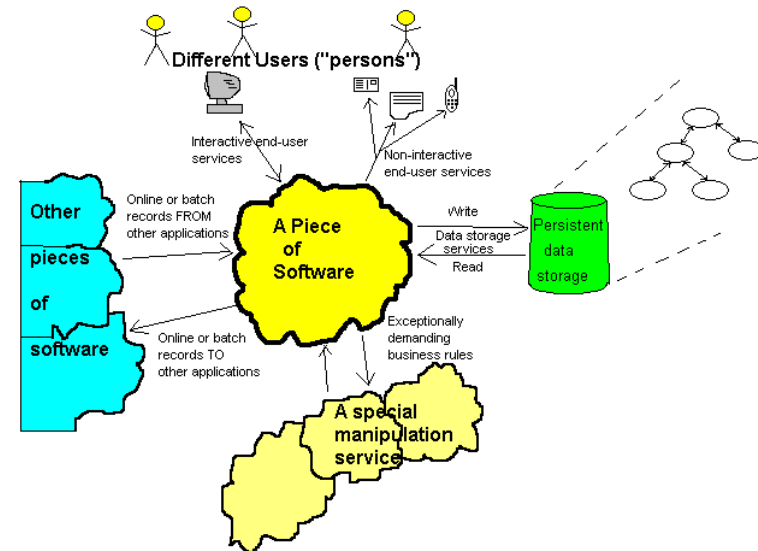 Different Users ("persons")
Interactive end-user
services
Non-interactive
end-user services
Other
pieces
of
software
Online or batch
records FROM
other applications
A Piece
of
Software
Write
Data storage
services
Read
Persistent
data
storage
Online or batch
records TO
other applications
Exceptionally
demanding
business rules
A special
manipulation
service